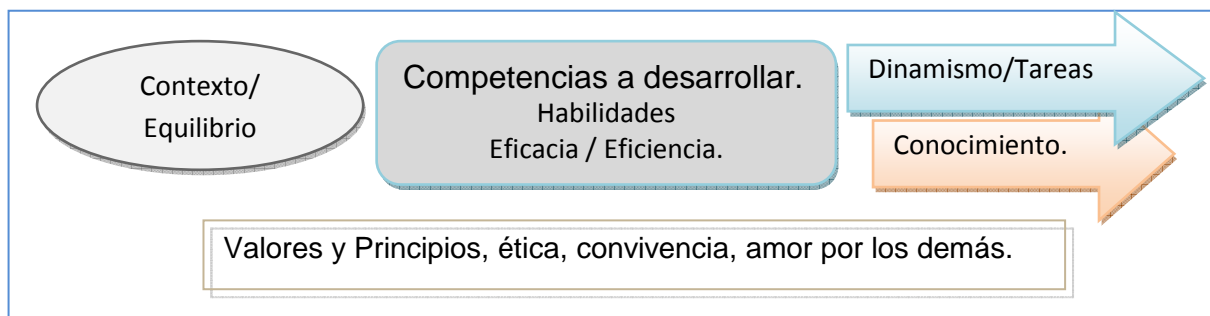 Contexto/
Equilibrio
Competencias a desarrollar.
Habilidades
Eficacia / Eficiencia.
Dinamismo/Tareas
Conocimiento.
Valores y Principios, ética, convivencia, amor por los demás.